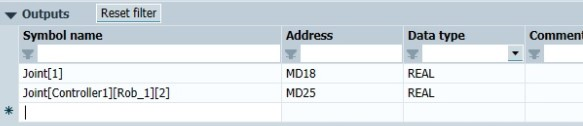 Outputs Reset filter
Symbol name Address Data type Comment
Joint[1] MD18 REAL
Joint[Controller1][Rob_1][2] MD25 REAL
*